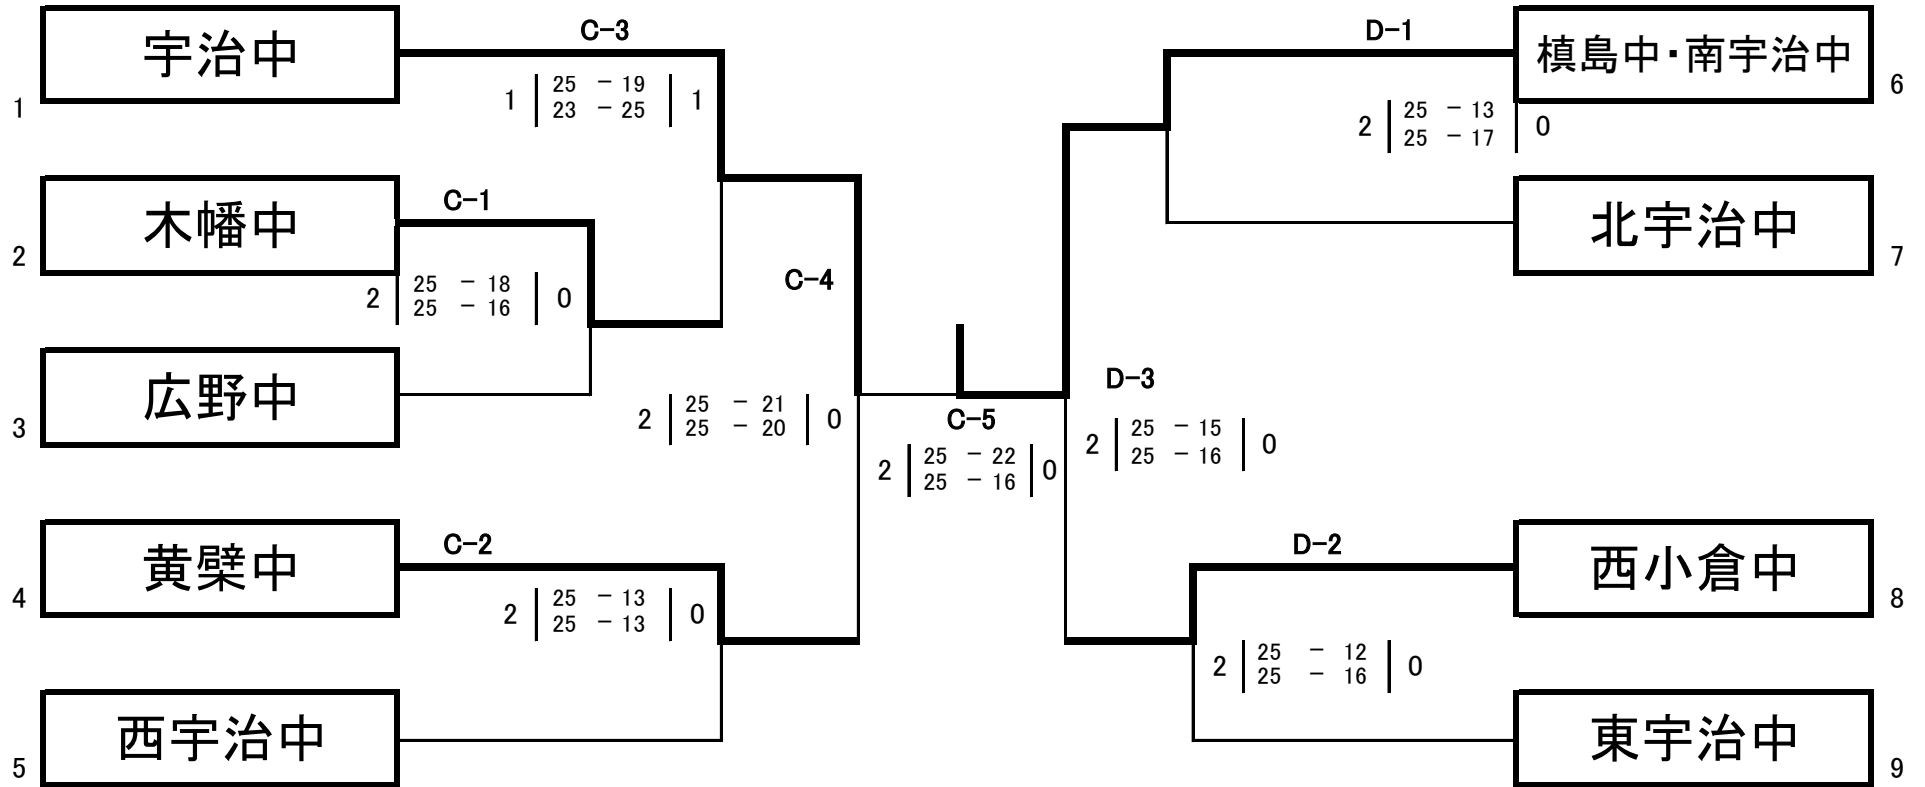 C-3
D-1
宇治中
槙島中・南宇治中
1
6
1 25 - 19 1
23 - 25
2 25 - 13 0
25 - 17
木幡中
C-1
北宇治中
2
7
2 25 - 18 0
25 - 16
C-4
広野中
3
D-3
2 25 - 21 0
25 - 20
C-5
2 25 - 15 0
25 - 16
2 25 - 22 0
25 - 16
黄檗中
C-2
D-2
西小倉中
4
8
2 25 - 13 0
25 - 13
2 25 - 12 0
25 - 16
西宇治中
東宇治中
5
9